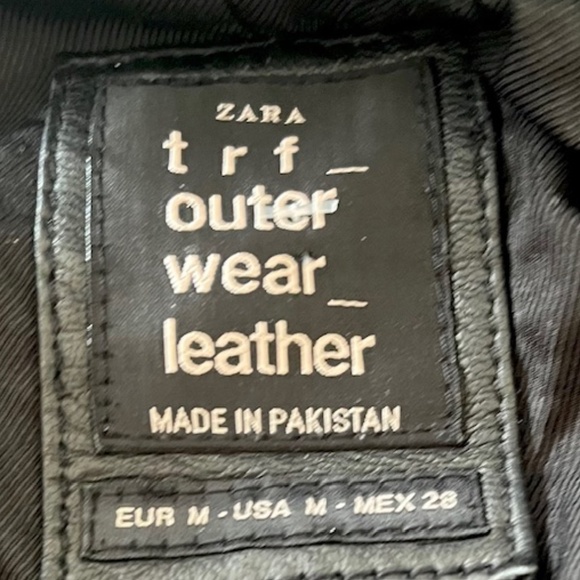 ZARA
trf_
outer
wear_
leather
MADE IN PAKISTAN
EUR M - USA M - MEX 28